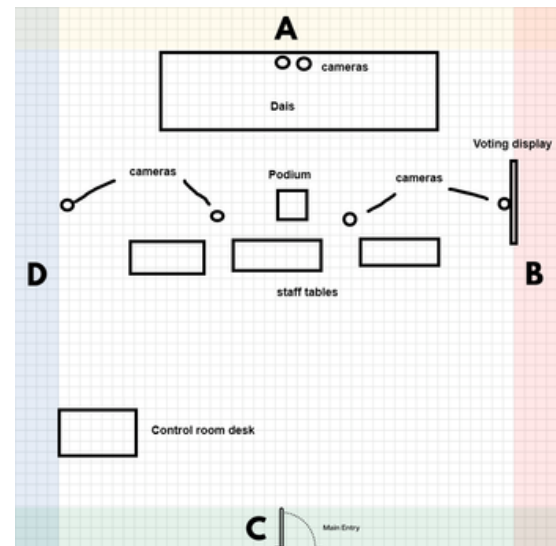 A
cameras
Dais
Voting display
cameras
Podium
cameras
D
B
staff tables
Control room desk
C
Main Entry